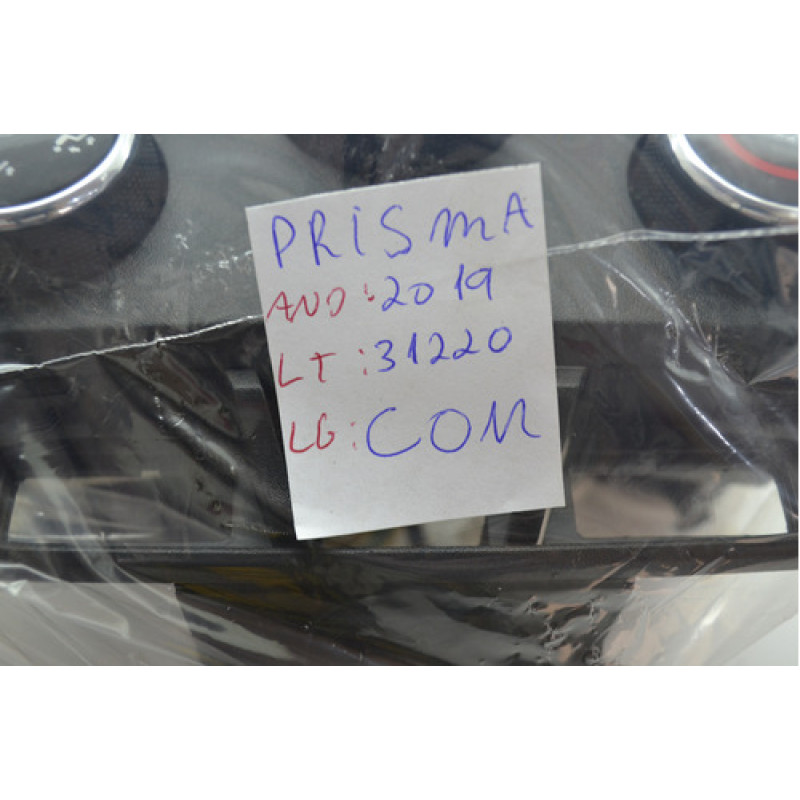 PRISMA
ANO: 2019
LT: 31220
LG: COM